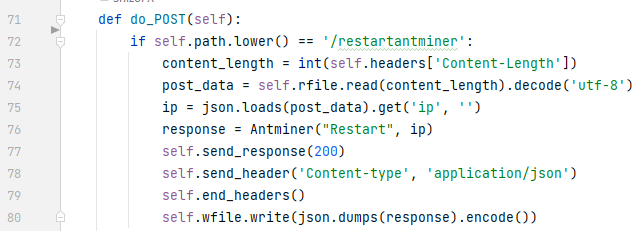 71 def do_POST(self):
72 if self.path.lower() == '/restartantminer':
73 content_length = int(self.headers['Content-Length'])
74 post_data = self.rfile.read(content_length).decode('utf-8')
75 ip = json.loads(post_data).get('ip', '')
76 response = Antminer("Restart", ip)
77 self.send_response(200)
78 self.send_header('Content-type', 'application/json')
79 self.end_headers()
80 self.wfile.write(json.dumps(response).encode())